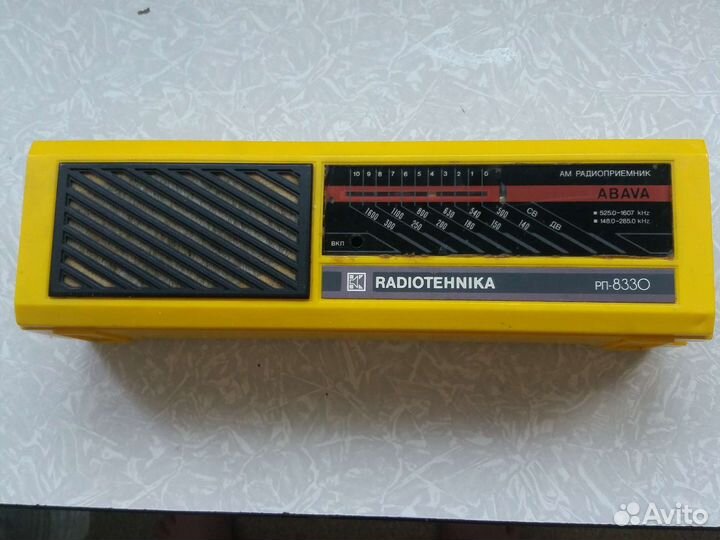 10 9 8 7 6 5 4 3 2 1 0
АМ РАДИОПРИЕМНИК
ABAVA
1600 1100 800 630 540 500 СВ
525.0-1607 kHz
300 250 200 180 150 140 ДВ
148.0-285.0 kHz
ВКЛ
RADIOTEHNIKA
РП-8330
Avito